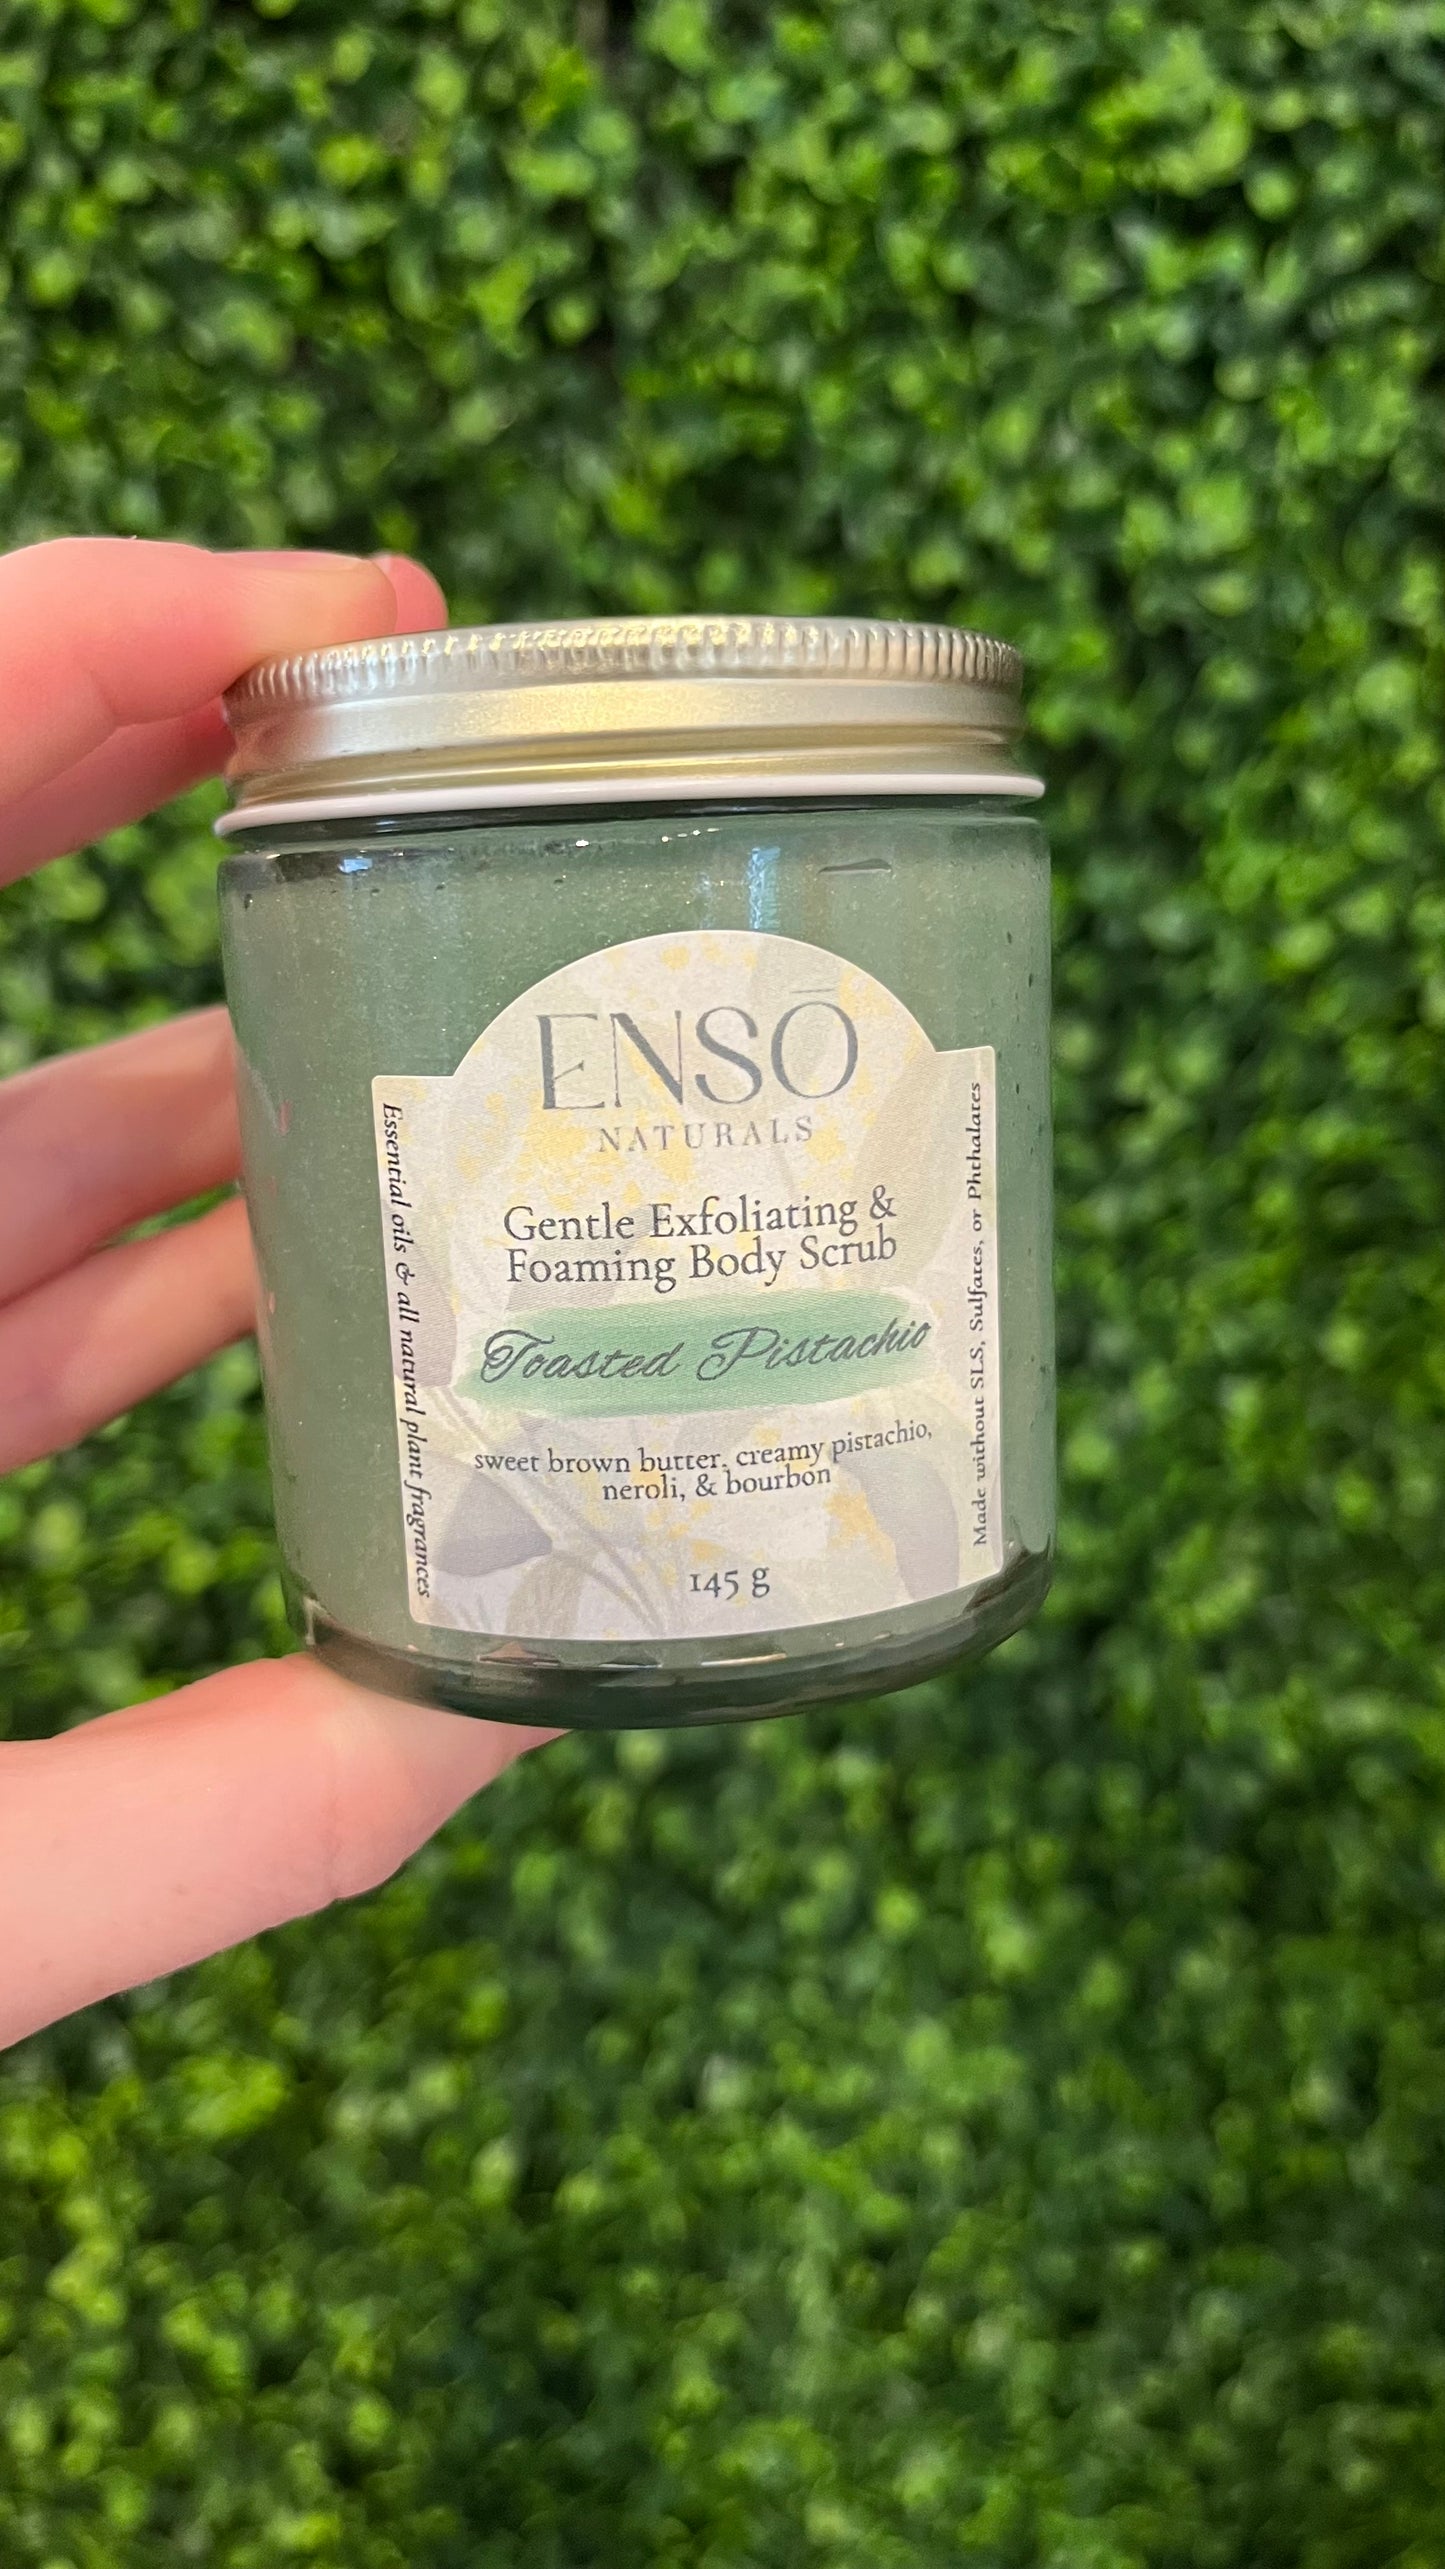 ENSŌ
NATURALS
Gentle Exfoliating &
Foaming Body Scrub
Toasted Pistachio
sweet brown butter, creamy pistachio,
neroli, & bourbon
145 g
Essential oils & all natural plant fragrances
Made without SLS, Sulfates, or Phthalates